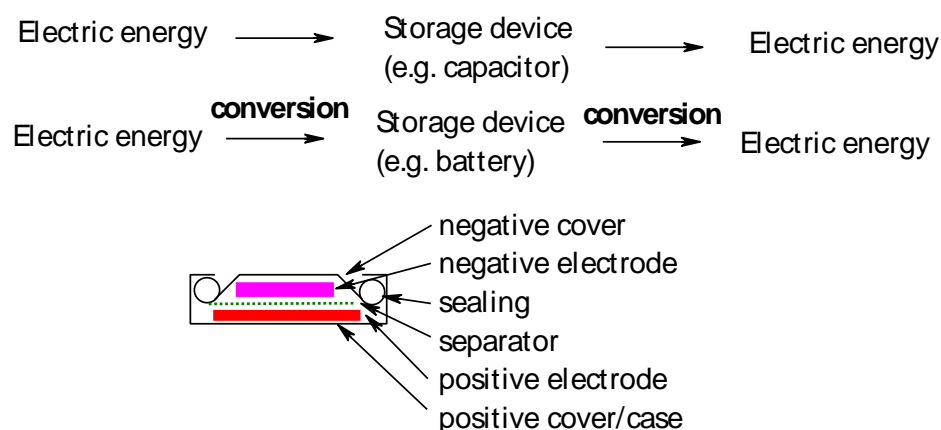 Electric energy
Storage device
(e.g. capacitor)
Electric energy
conversion
conversion
Electric energy
Storage device
(e.g. battery)
Electric energy
negative cover
negative electrode
sealing
separator
positive electrode
positive cover/case